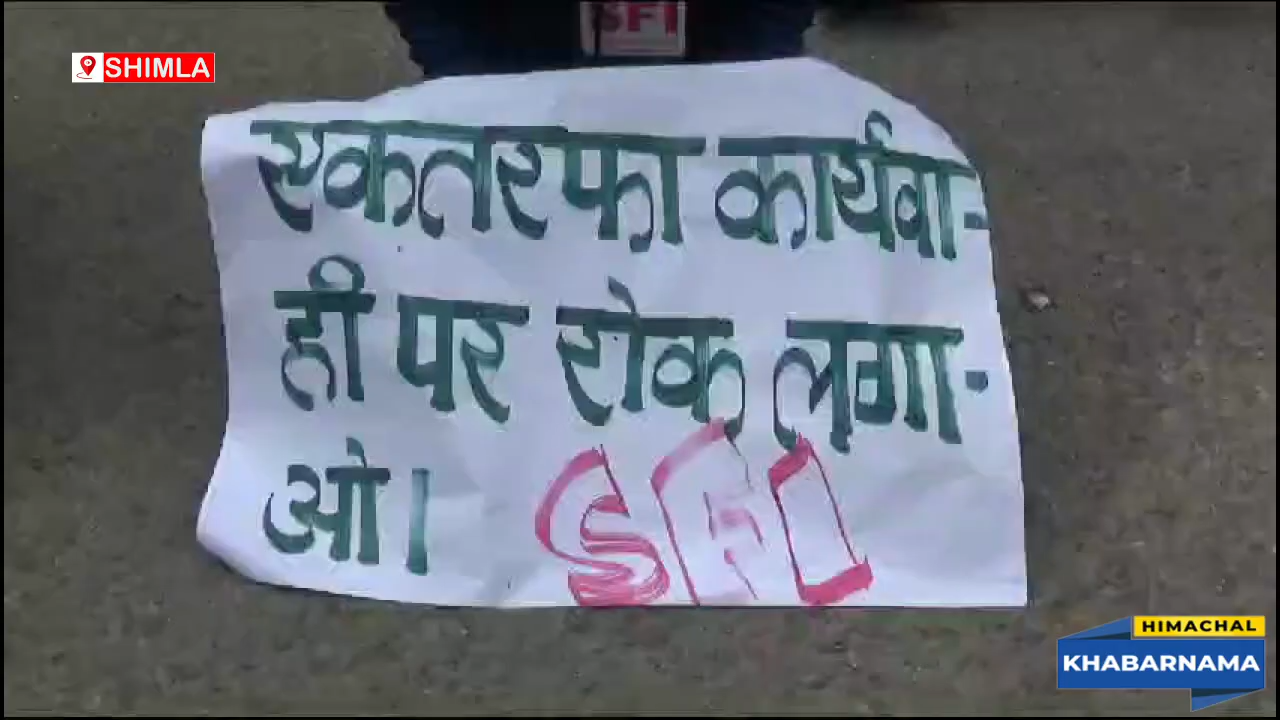 SFI
SHIMLA
एकतरफा कार्यवा-
ही पर रोक लगा-
ओ।
SFI
HIMACHAL
KHABARNAMA